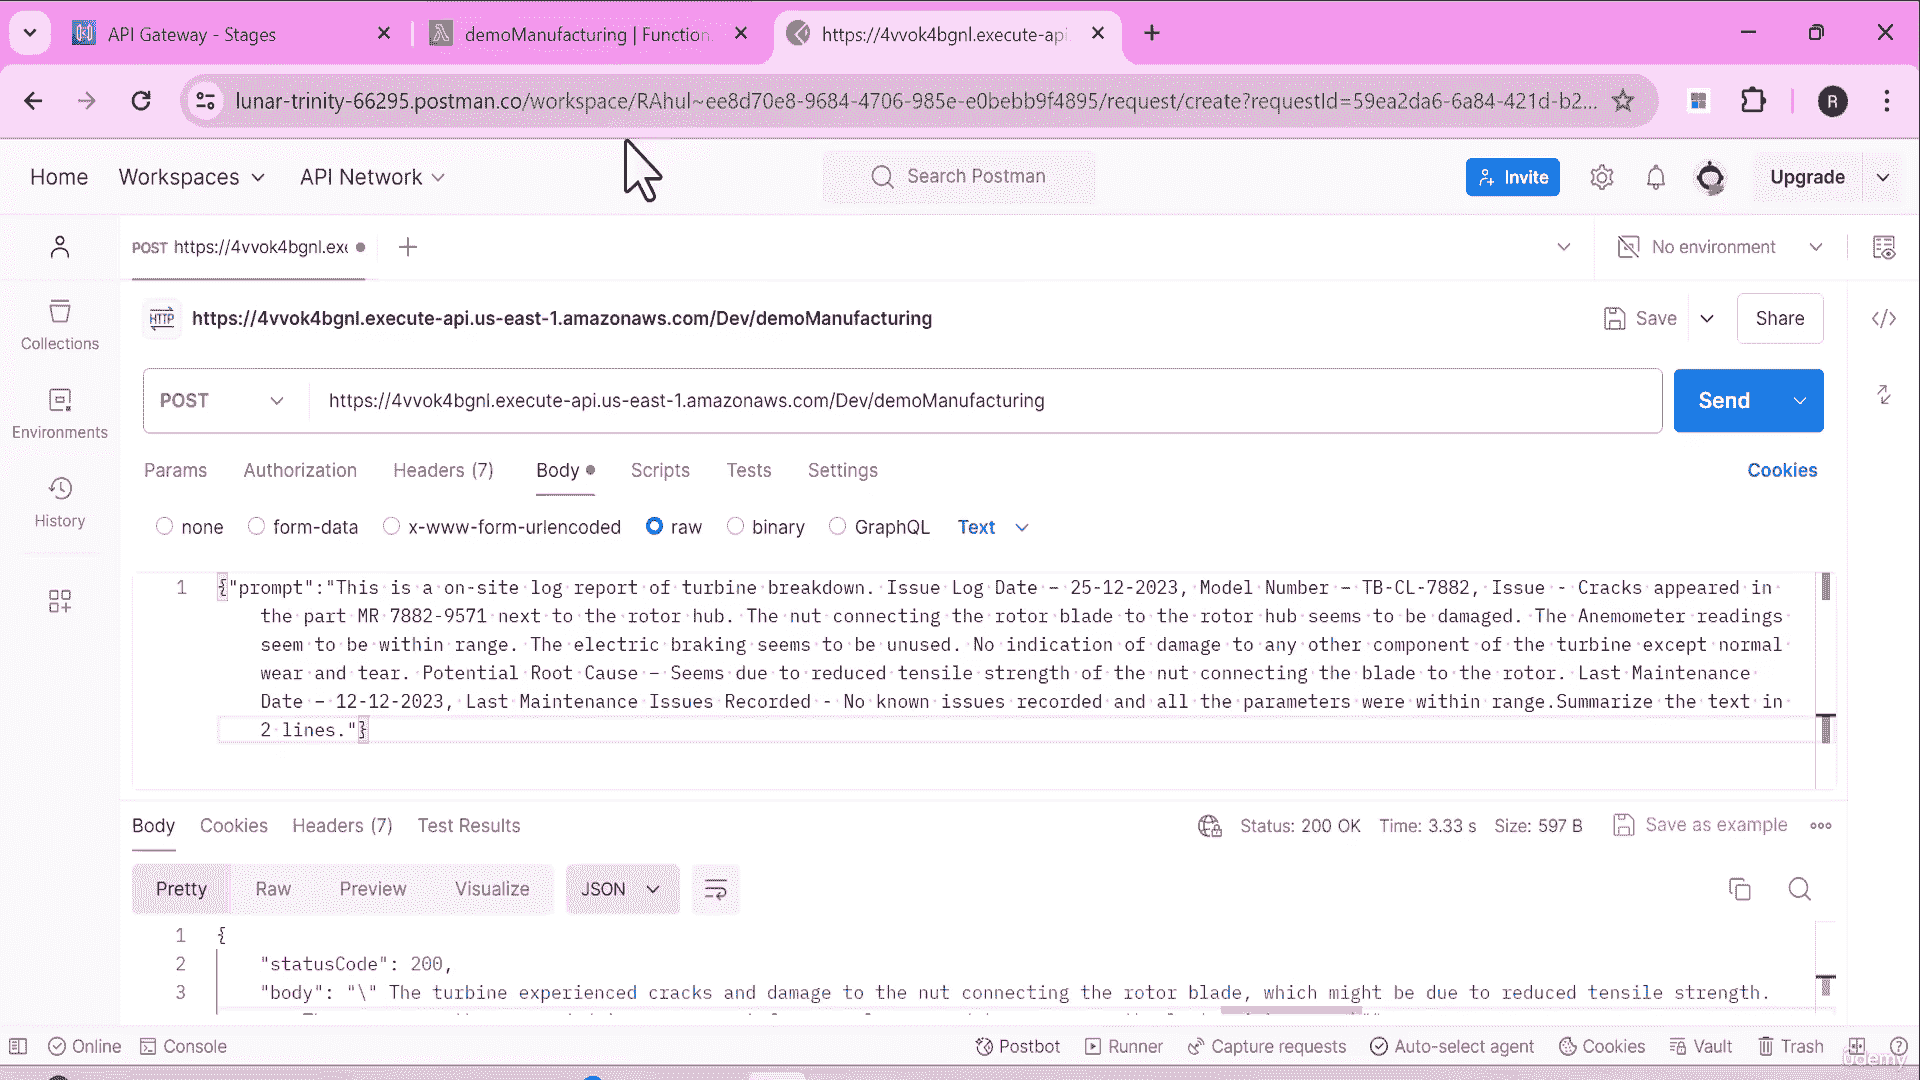 API Gateway - Stages
demoManufacturing | Function
https://4vvok4bgnl.execute-api
lunar-trinity-66295.postman.co/workspace/RAhul~ee8d70e8-9684-4706-985e-e0bebb9f4895/request/create?requestId=59ea2da6-6a84-421d-b2...
R
Home
Workspaces
API Network
Search Postman
Invite
Upgrade
POST https://4vvok4bgnl.exe
No environment
HTTP https://4vvok4bgnl.execute-api.us-east-1.amazonaws.com/Dev/demoManufacturing
Save
Share
Collections
POST
https://4vvok4bgnl.execute-api.us-east-1.amazonaws.com/Dev/demoManufacturing
Send
Environments
Params
Authorization
Headers (7)
Body
Scripts
Tests
Settings
Cookies
History
none
form-data
x-www-form-urlencoded
raw
binary
GraphQL
Text
1 {"prompt":"This is a on-site log report of turbine breakdown. Issue Log Date – 25-12-2023, Model Number – TB-CL-7882, Issue - Cracks appeared in
the part MR 7882-9571 next to the rotor hub. The nut connecting the rotor blade to the rotor hub seems to be damaged. The Anemometer readings
seem to be within range. The electric braking seems to be unused. No indication of damage to any other component of the turbine except normal
wear and tear. Potential Root Cause – Seems due to reduced tensile strength of the nut connecting the blade to the rotor. Last Maintenance
Date – 12-12-2023, Last Maintenance Issues Recorded - No known issues recorded and all the parameters were within range.Summarize the text in
2 lines."}
Body
Cookies
Headers (7)
Test Results
Status: 200 OK
Time: 3.33 s
Size: 597 B
Save as example
Pretty
Raw
Preview
Visualize
JSON
1 {
2 "statusCode": 200,
3 "body": "\" The turbine experienced cracks and damage to the nut connecting the rotor blade, which might be due to reduced tensile strength.
Online
Console
Postbot
Runner
Capture requests
Auto-select agent
Cookies
Vault
Trash
udemy